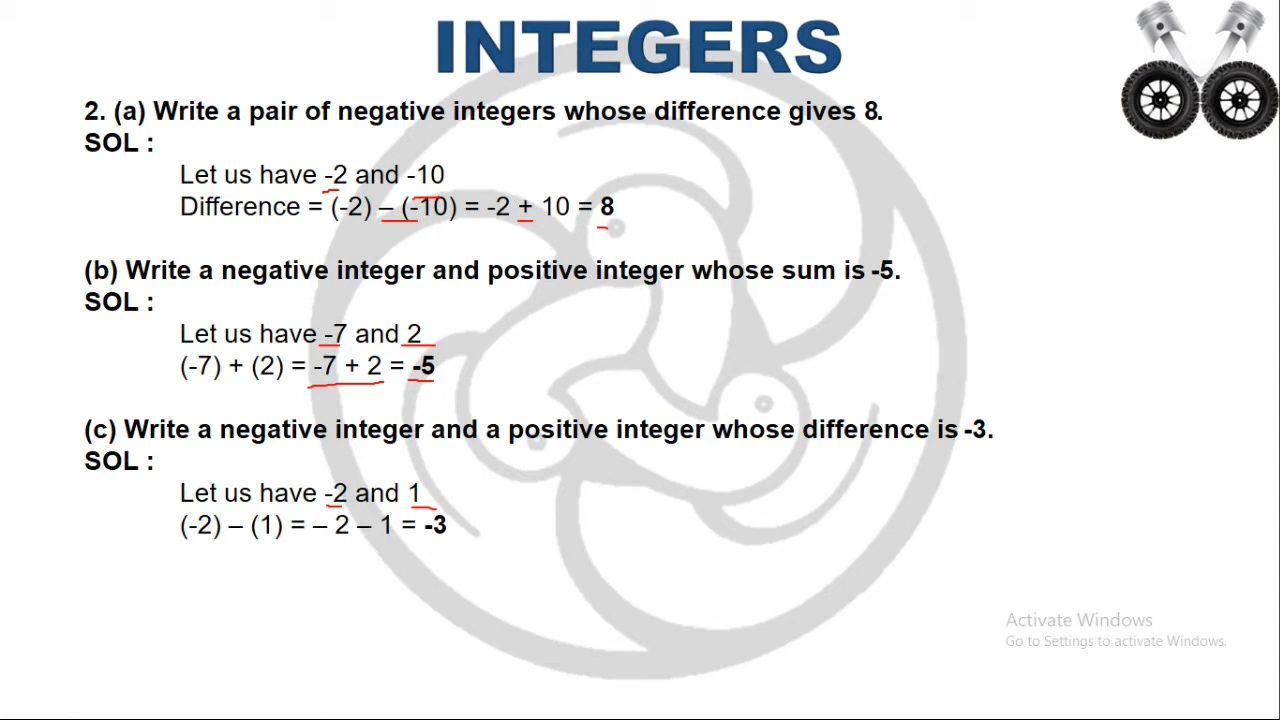 INTEGERS
2. (a) Write a pair of negative integers whose difference gives 8.
SOL :
Let us have -2 and -10
Difference = (-2) – (-10) = -2 + 10 = 8
(b) Write a negative integer and positive integer whose sum is -5.
SOL :
Let us have -7 and 2
(-7) + (2) = -7 + 2 = -5
(c) Write a negative integer and a positive integer whose difference is -3.
SOL :
Let us have -2 and 1
(-2) – (1) = – 2 – 1 = -3
Activate Windows
Go to Settings to activate Windows.